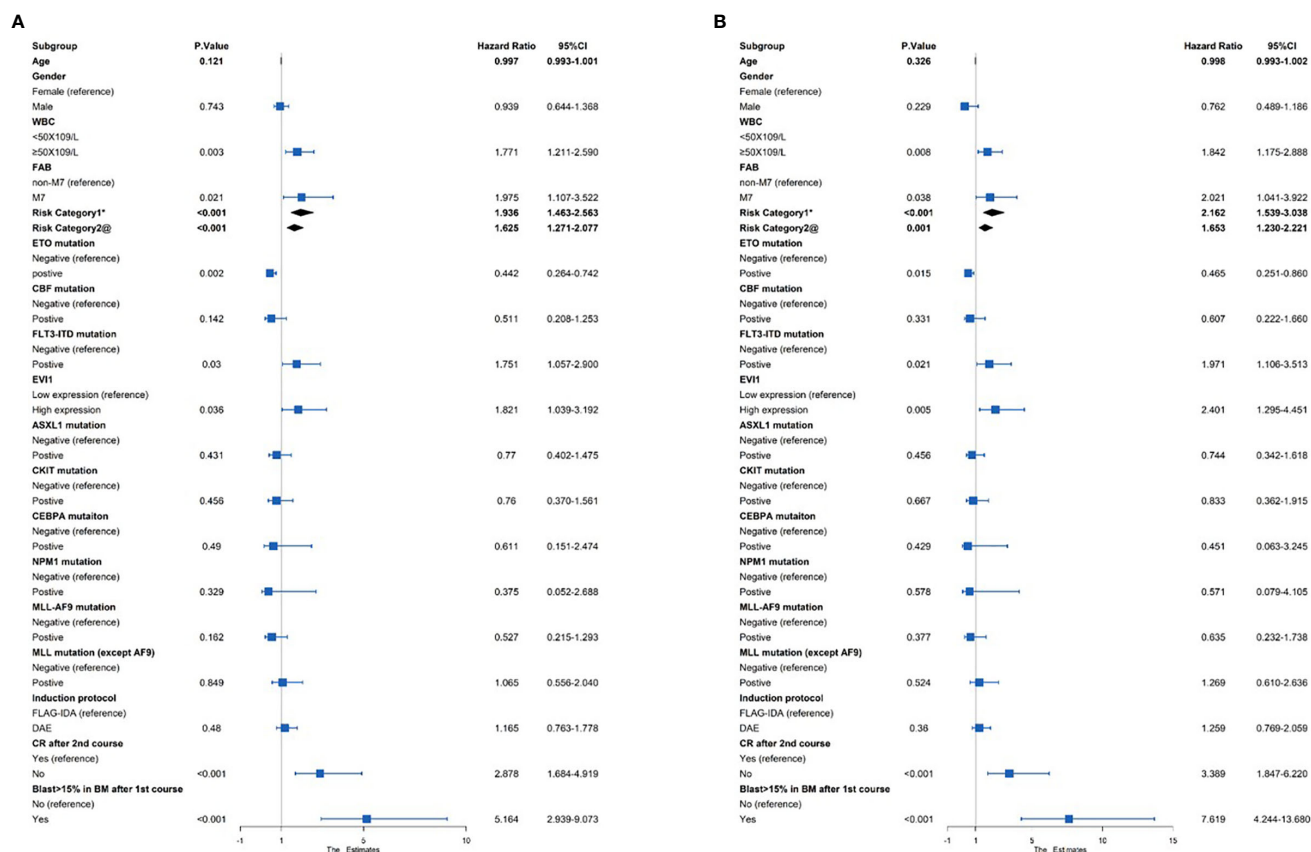 A
Subgroup P.Value Hazard Ratio 95%CI
Age 0.121 0.997 0.993-1.001
Gender
Female (reference)
Male 0.743 0.939 0.644-1.368
WBC
<50X109/L
≥50X109/L 0.003 1.771 1.211-2.590
FAB
non-M7 (reference)
M7 0.021 1.975 1.107-3.522
Risk Category1* <0.001 1.936 1.463-2.563
Risk Category2@ <0.001 1.625 1.271-2.077
ETO mutation
Negative (reference)
postive 0.002 0.442 0.264-0.742
CBF mutation
Negative (reference)
Postive 0.142 0.511 0.208-1.253
FLT3-ITD mutation
Negative (reference)
Postive 0.03 1.751 1.057-2.900
EVI1
Low expression (reference)
High expression 0.036 1.821 1.039-3.192
ASXL1 mutation
Negative (reference)
Postive 0.431 0.77 0.402-1.475
CKIT mutation
Negative (reference)
Postive 0.456 0.76 0.370-1.561
CEBPA mutaiton
Negative (reference)
Postive 0.49 0.611 0.151-2.474
NPM1 mutation
Negative (reference)
Postive 0.329 0.375 0.052-2.688
MLL-AF9 mutation
Negative (reference)
Postive 0.162 0.527 0.215-1.293
MLL mutation (except AF9)
Negative (reference)
Postive 0.849 1.065 0.556-2.040
Induction protocol
FLAG-IDA (reference)
DAE 0.48 1.165 0.763-1.778
CR after 2nd course
Yes (reference)
No <0.001 2.878 1.684-4.919
Blast>15% in BM after 1st course
No (reference)
Yes <0.001 5.164 2.939-9.073
-1 1 5 10
The Estimates
B
Subgroup P.Value Hazard Ratio 95%CI
Age 0.326 0.998 0.993-1.002
Gender
Female (reference)
Male 0.229 0.762 0.489-1.186
WBC
<50X109/L
≥50X109/L 0.008 1.842 1.175-2.888
FAB
non-M7 (reference)
M7 0.038 2.021 1.041-3.922
Risk Category1* <0.001 2.162 1.539-3.038
Risk Category2@ 0.001 1.653 1.230-2.221
ETO mutation
Negative (reference)
Postive 0.015 0.465 0.251-0.860
CBF mutation
Negative (reference)
Postive 0.331 0.607 0.222-1.660
FLT3-ITD mutation
Negative (reference)
Postive 0.021 1.971 1.106-3.513
EVI1
Low expression (reference)
High expression 0.005 2.401 1.295-4.451
ASXL1 mutation
Negative (reference)
Postive 0.456 0.744 0.342-1.618
CKIT mutation
Negative (reference)
Postive 0.667 0.833 0.362-1.915
CEBPA mutaiton
Negative (reference)
Postive 0.429 0.451 0.063-3.245
NPM1 mutation
Negative (reference)
Postive 0.578 0.571 0.079-4.105
MLL-AF9 mutation
Negative (reference)
Postive 0.377 0.635 0.232-1.738
MLL mutation (except AF9)
Negative (reference)
Postive 0.524 1.269 0.610-2.636
Induction protocol
FLAG-IDA (reference)
DAE 0.36 1.259 0.769-2.059
CR after 2nd course
Yes (reference)
No <0.001 3.389 1.847-6.220
Blast>15% in BM after 1st course
No (reference)
Yes <0.001 7.619 4.244-13.680
-1 1 5 10 15
The Estimates